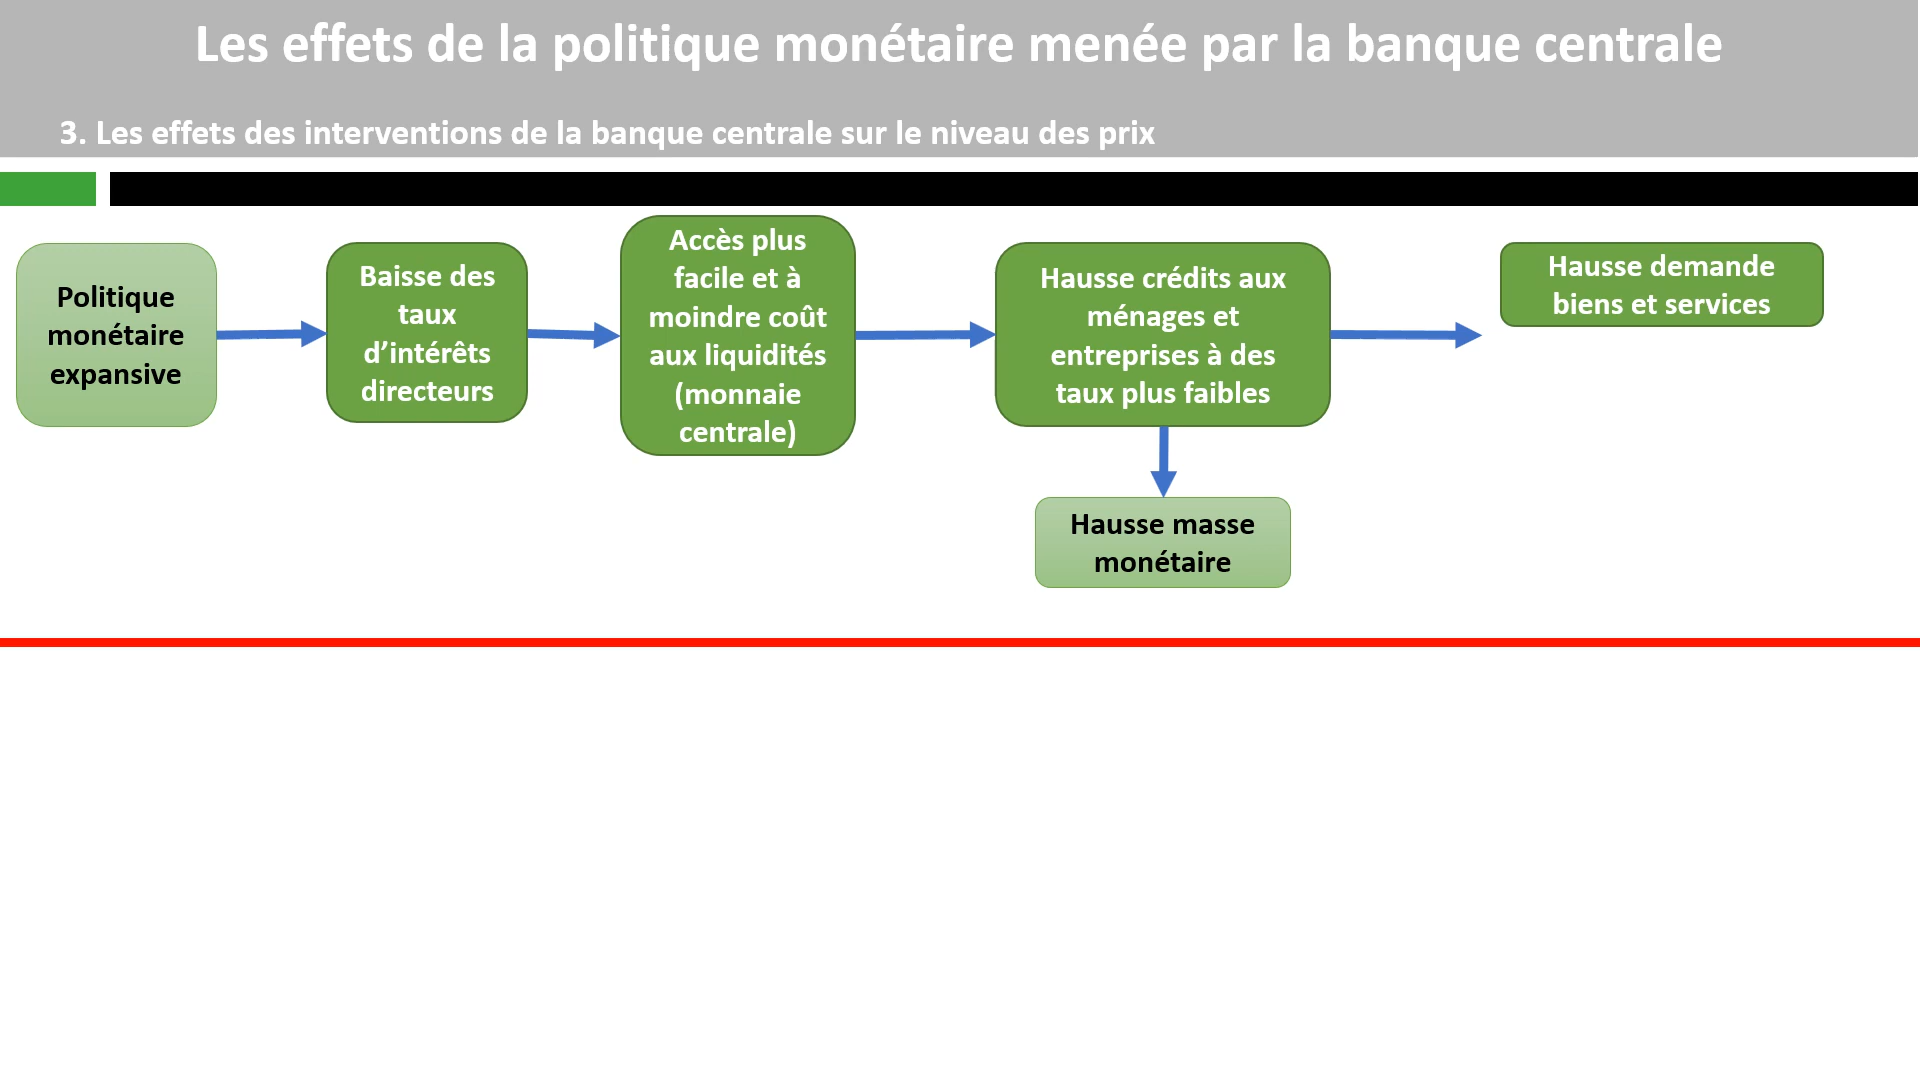 Les effets de la politique monétaire menée par la banque centrale
3. Les effets des interventions de la banque centrale sur le niveau des prix
Politique
monétaire
expansive
Baisse des
taux
d’intérêts
directeurs
Accès plus
facile et à
moindre coût
aux liquidités
(monnaie
centrale)
Hausse crédits aux
ménages et
entreprises à des
taux plus faibles
Hausse demande
biens et services
Hausse masse
monétaire